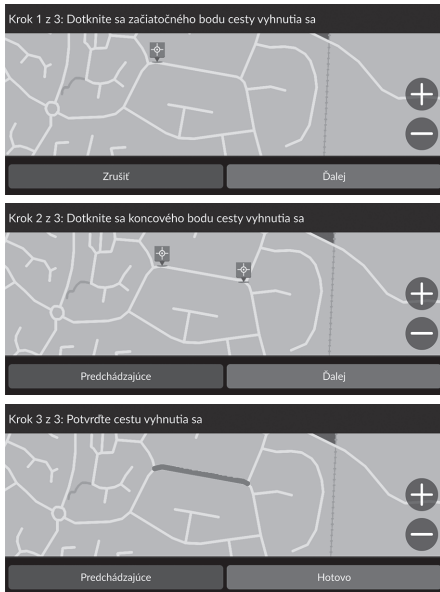 Krok 1 z 3: Dotknite sa začiatočného bodu cesty vyhnutia sa
Zrušiť
Ďalej
Krok 2 z 3: Dotknite sa koncového bodu cesty vyhnutia sa
Predchádzajúce
Ďalej
Krok 3 z 3: Potvrďte cestu vyhnutia sa
Predchádzajúce
Hotovo